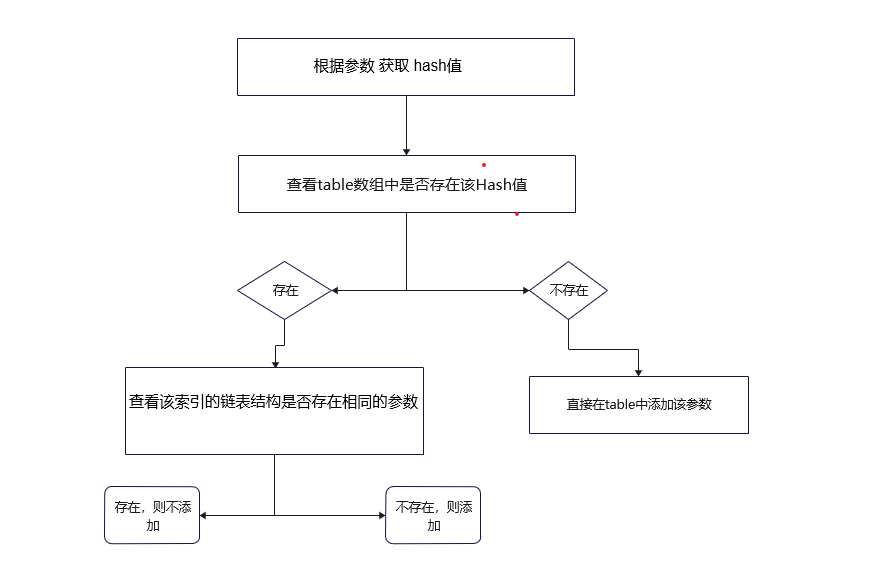 根据参数 获取 hash值
查看table数组中是否存在该Hash值
存在
不存在
查看该索引的链表结构是否存在相同的参数
直接在table中添加该参数
存在，则不添
加
不存在，则添
加